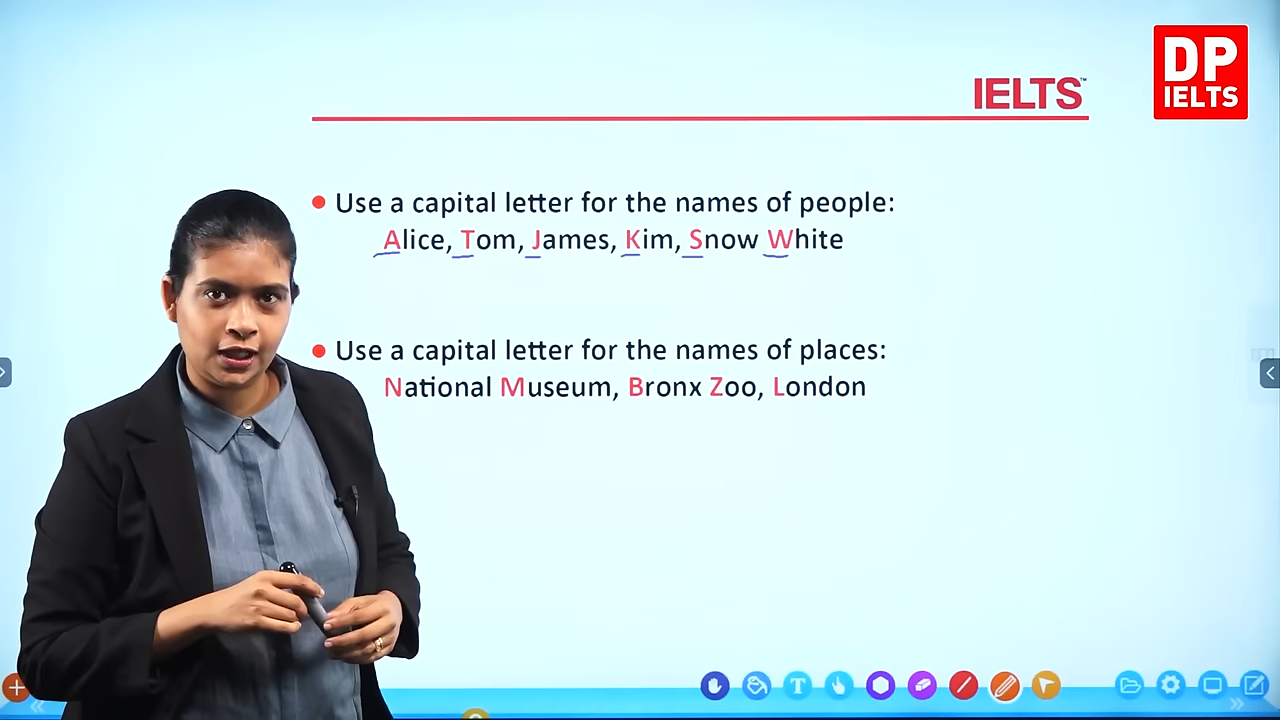 DP
IELTS
IELTS™
• Use a capital letter for the names of people:
Alice, Tom, James, Kim, Snow White
• Use a capital letter for the names of places:
National Museum, Bronx Zoo, London
T